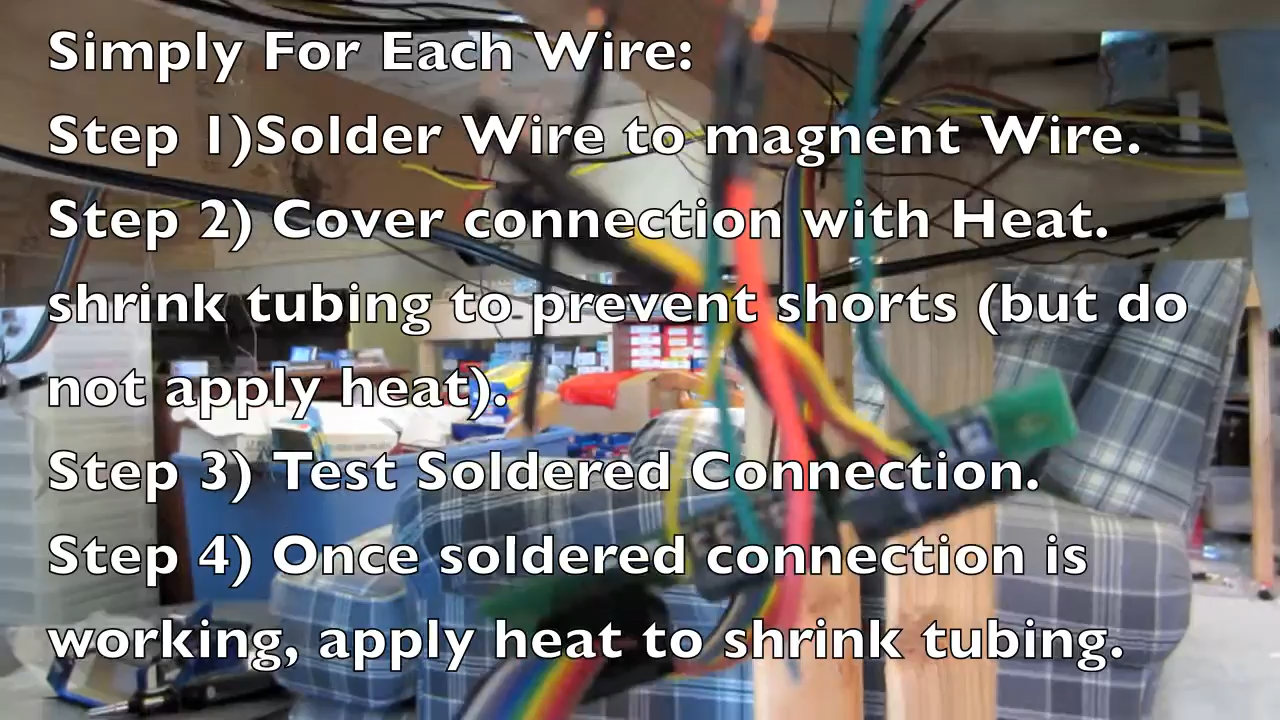 Simply For Each Wire:
Step 1)Solder Wire to magnent Wire.
Step 2) Cover connection with Heat.
shrink tubing to prevent shorts (but do
not apply heat).
Step 3) Test Soldered Connection.
Step 4) Once soldered connection is
working, apply heat to shrink tubing.